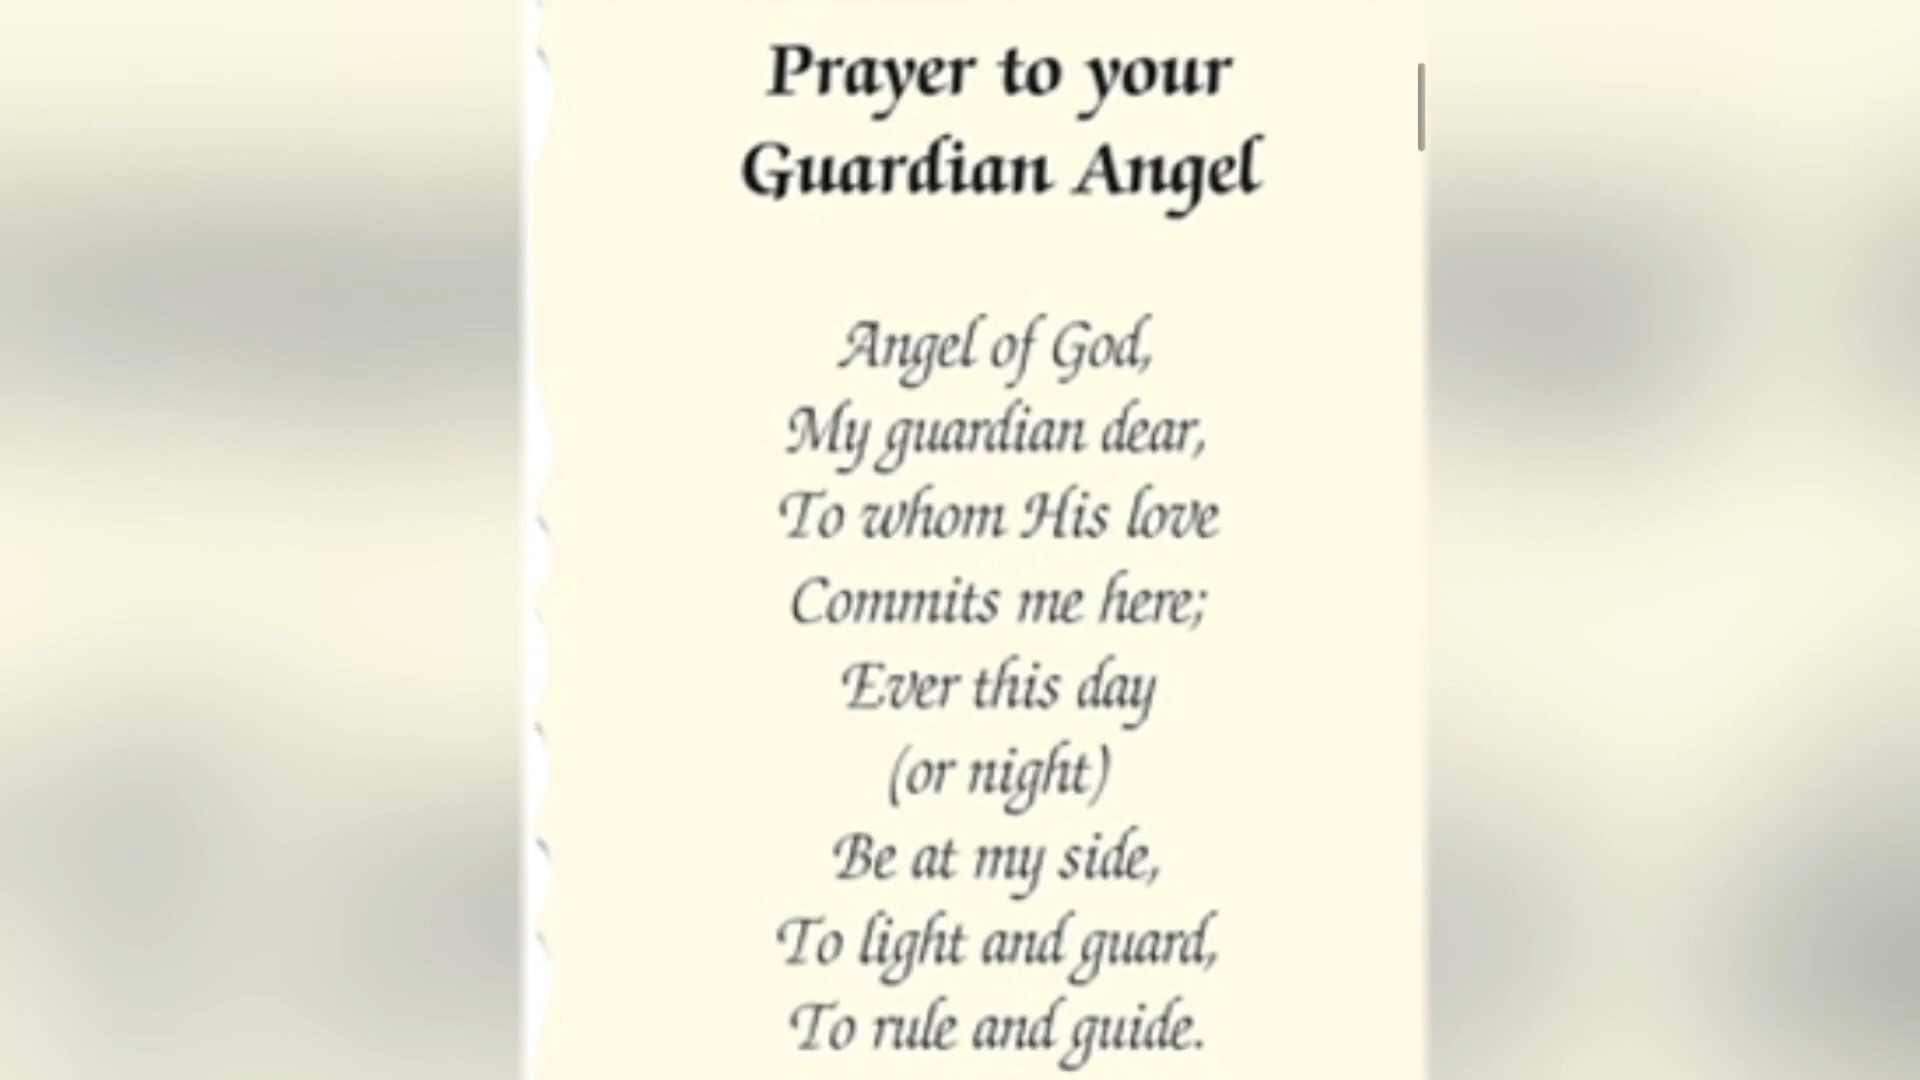 Prayer to your
Guardian Angel
Angel of God,
My guardian dear,
To whom His love
Commits me here;
Ever this day
(or night)
Be at my side,
To light and guard,
To rule and guide.